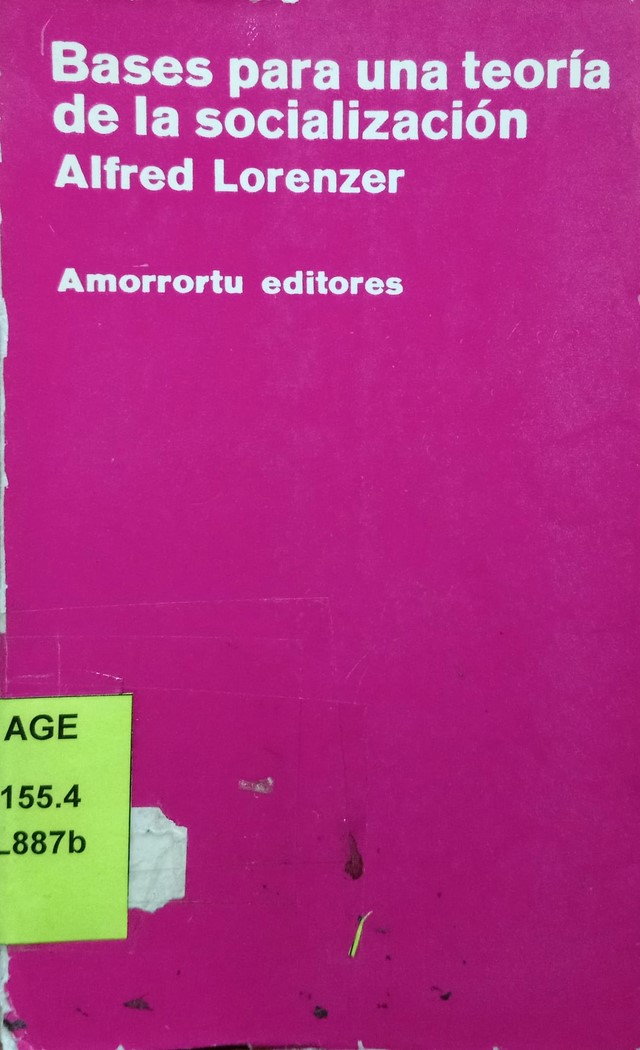 Bases para una teoría
de la socialización
Alfred Lorenzer
Amorrortu editores
AGE
155.4
L887b